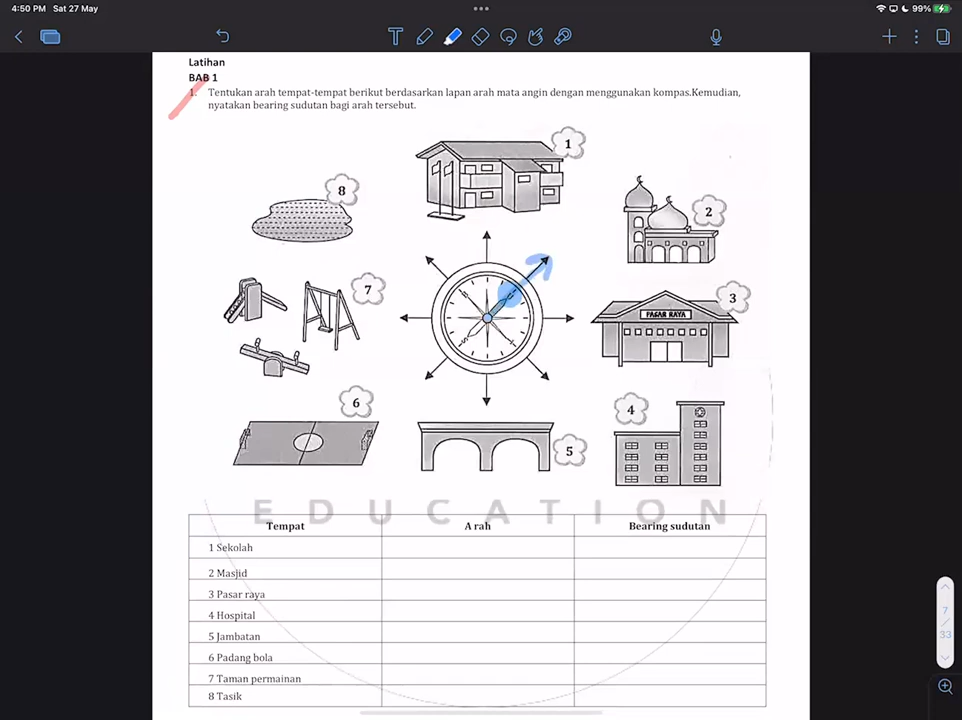 4:50 PM Sat 27 May
99%
Latihan
BAB 1
1. Tentukan arah tempat-tempat berikut berdasarkan lapan arah mata angin dengan menggunakan kompas.Kemudian,
nyatakan bearing sudutan bagi arah tersebut.
1
8
2
7
3
PASAR RAYA
6
4
5
EDUCATION
Tempat A rah Bearing sudutan
1 Sekolah
2 Masjid
3 Pasar raya
4 Hospital
5 Jambatan
6 Padang bola
7 Taman permainan
8 Tasik
7
/
33